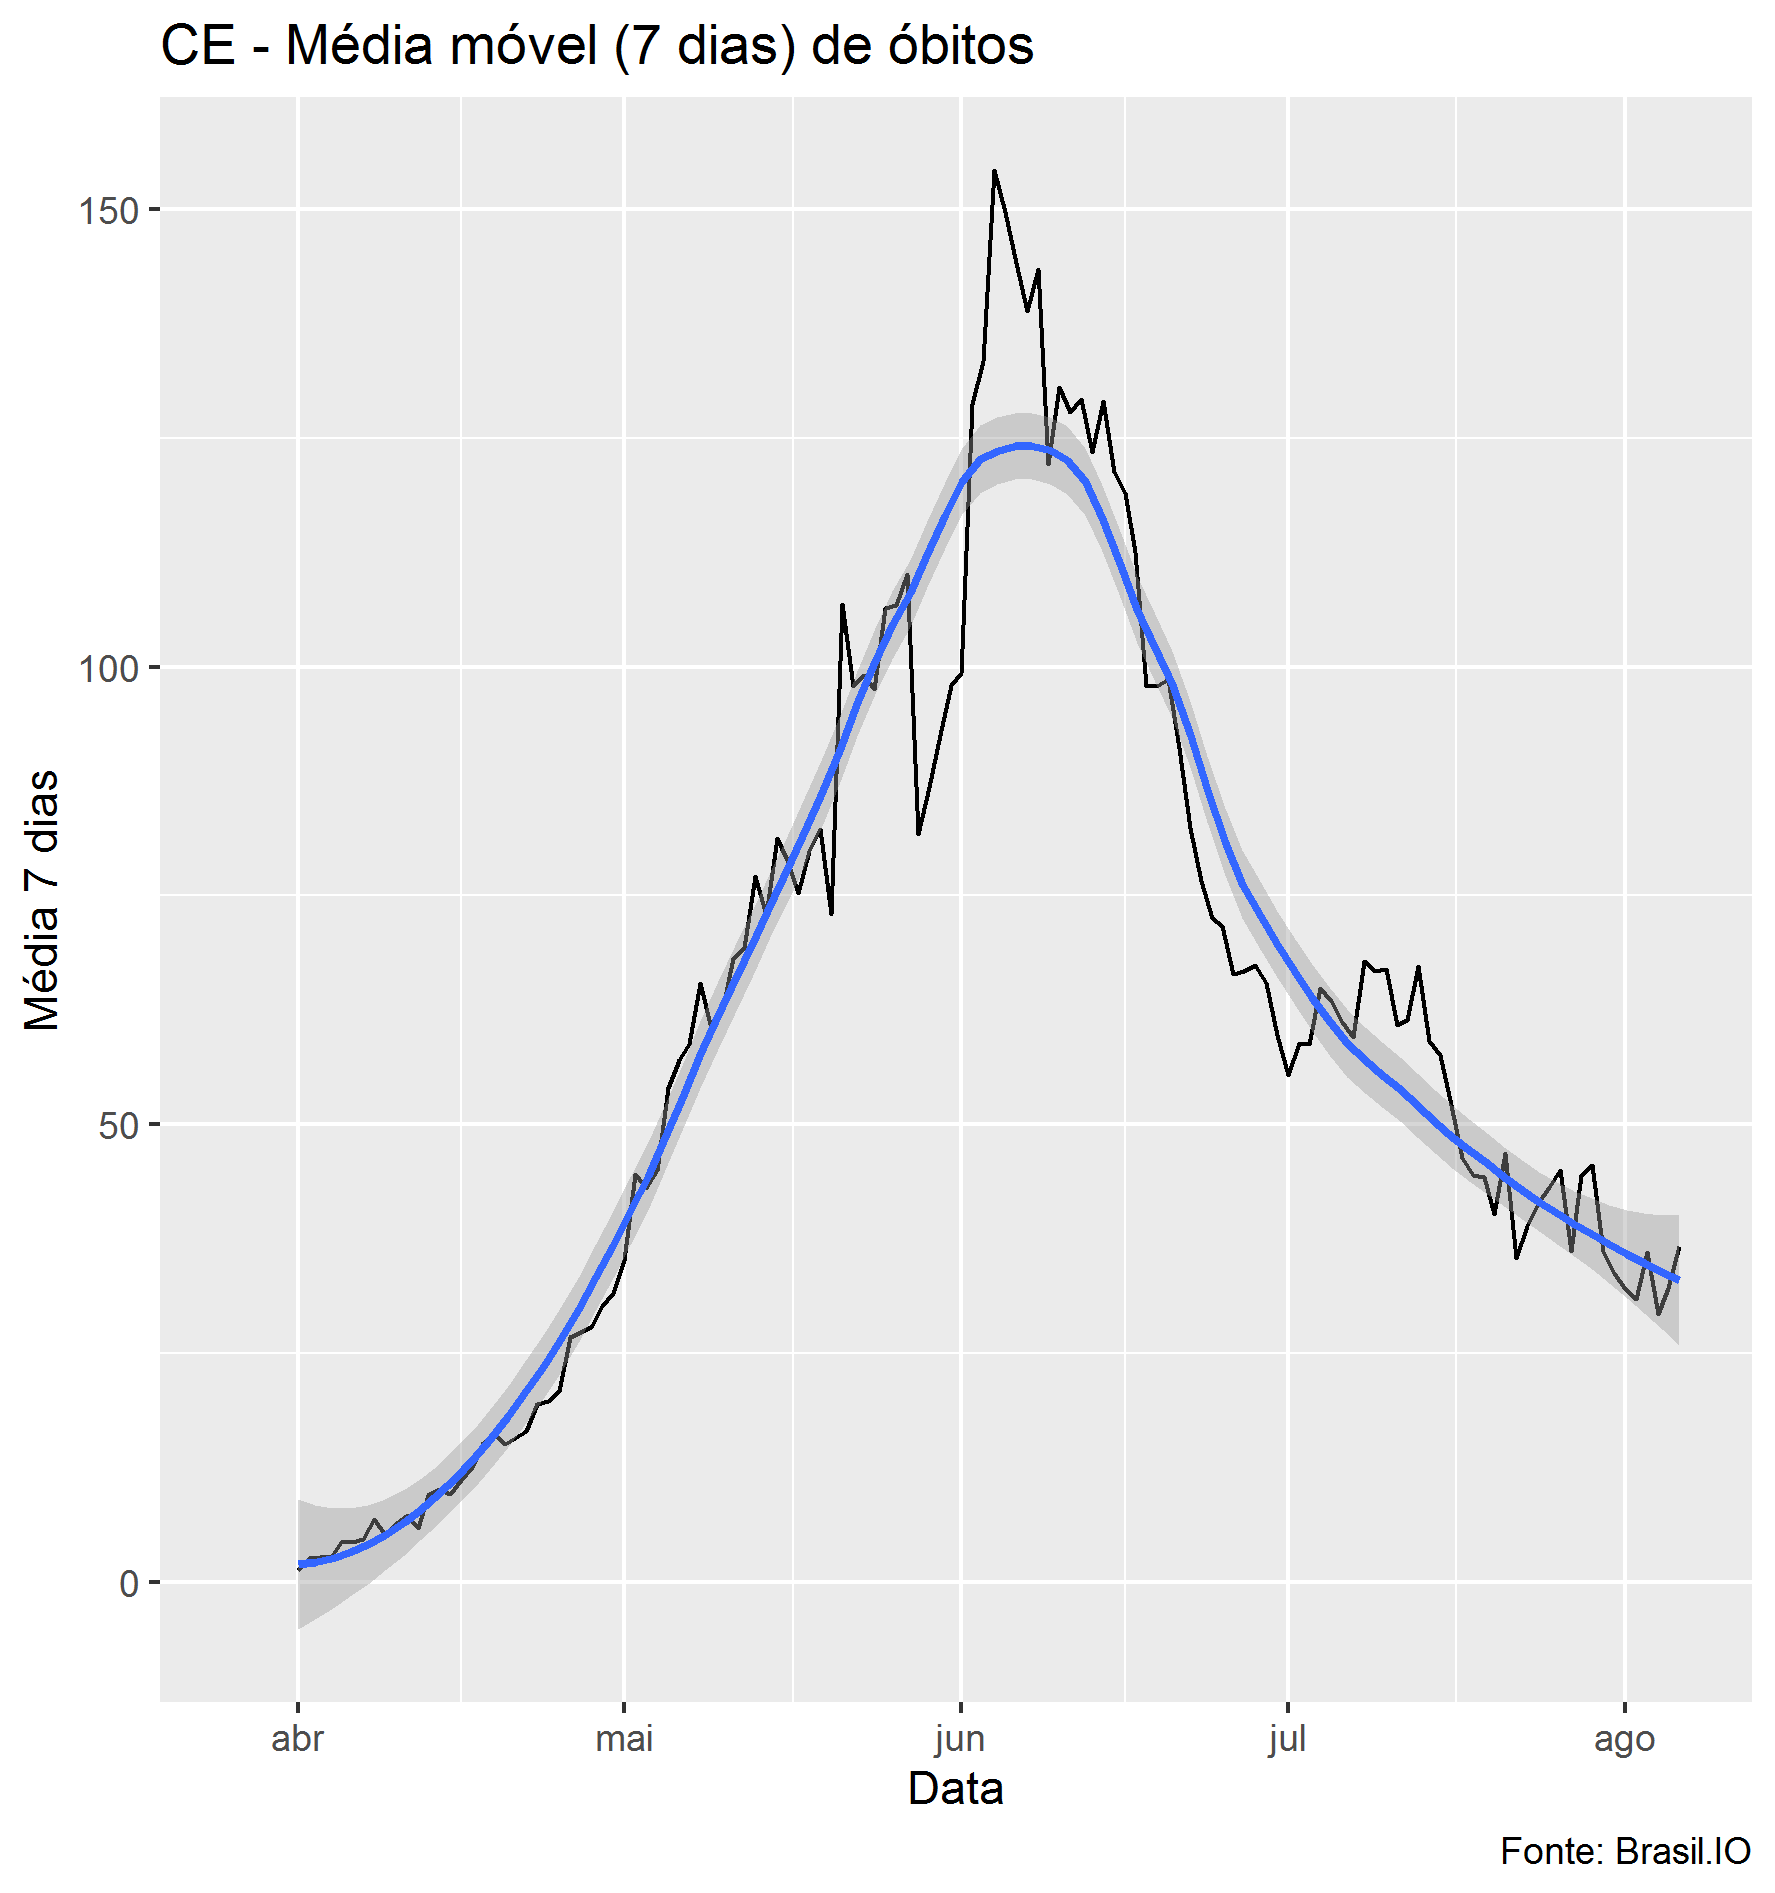 CE - Média móvel (7 dias) de óbitos
Média 7 dias
150
100
50
0
abr mai jun jul ago
Data
Fonte: Brasil.IO